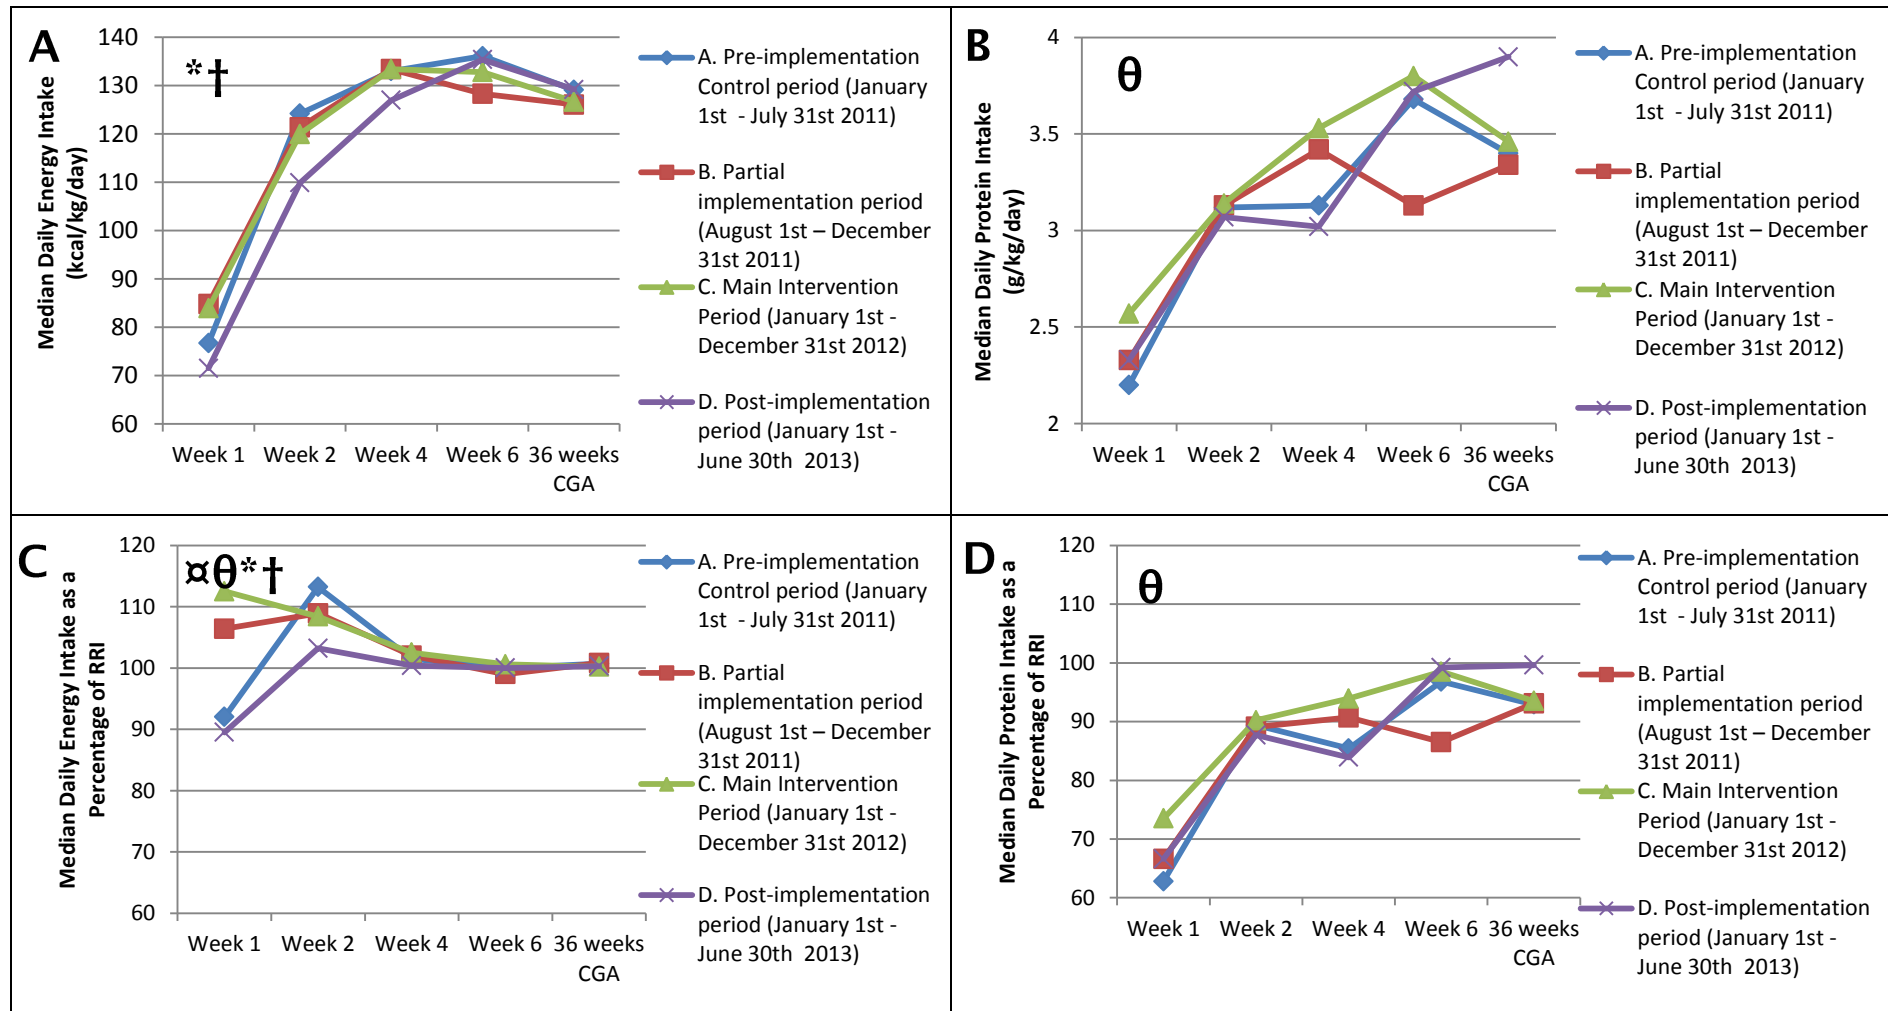 A
Median Daily Energy Intake
(kcal/kg/day)
140
130
120
110
100
90
80
70
60
*†
Week 1
Week 2
Week 4
Week 6
36 weeks
CGA
A. Pre-implementation
Control period (January
1st - July 31st 2011)
B. Partial
implementation period
(August 1st – December
31st 2011)
C. Main Intervention
Period (January 1st -
December 31st 2012)
D. Post-implementation
period (January 1st -
June 30th 2013)
B
Median Daily Protein Intake
(g/kg/day)
4
3.5
3
2.5
2
θ
Week 1
Week 2
Week 4
Week 6
36 weeks
CGA
A. Pre-implementation
Control period (January
1st - July 31st 2011)
B. Partial
implementation period
(August 1st – December
31st 2011)
C. Main Intervention
Period (January 1st -
December 31st 2012)
D. Post-implementation
period (January 1st -
June 30th 2013)
C
Median Daily Energy Intake as a
Percentage of RRI
120
110
100
90
80
70
60
¤θ*†
Week 1
Week 2
Week 4
Week 6
36 weeks
CGA
A. Pre-implementation
Control period (January
1st - July 31st 2011)
B. Partial
implementation period
(August 1st – December
31st 2011)
C. Main Intervention
Period (January 1st -
December 31st 2012)
D. Post-implementation
period (January 1st -
June 30th 2013)
D
Median Daily Protein Intake as a
Percentage of RRI
120
110
100
90
80
70
60
θ
Week 1
Week 2
Week 4
Week 6
36 weeks
CGA
A. Pre-implementation
Control period (January
1st - July 31st 2011)
B. Partial
implementation period
(August 1st – December
31st 2011)
C. Main Intervention
Period (January 1st -
December 31st 2012)
D. Post-implementation
period (January 1st -
June 30th 2013)